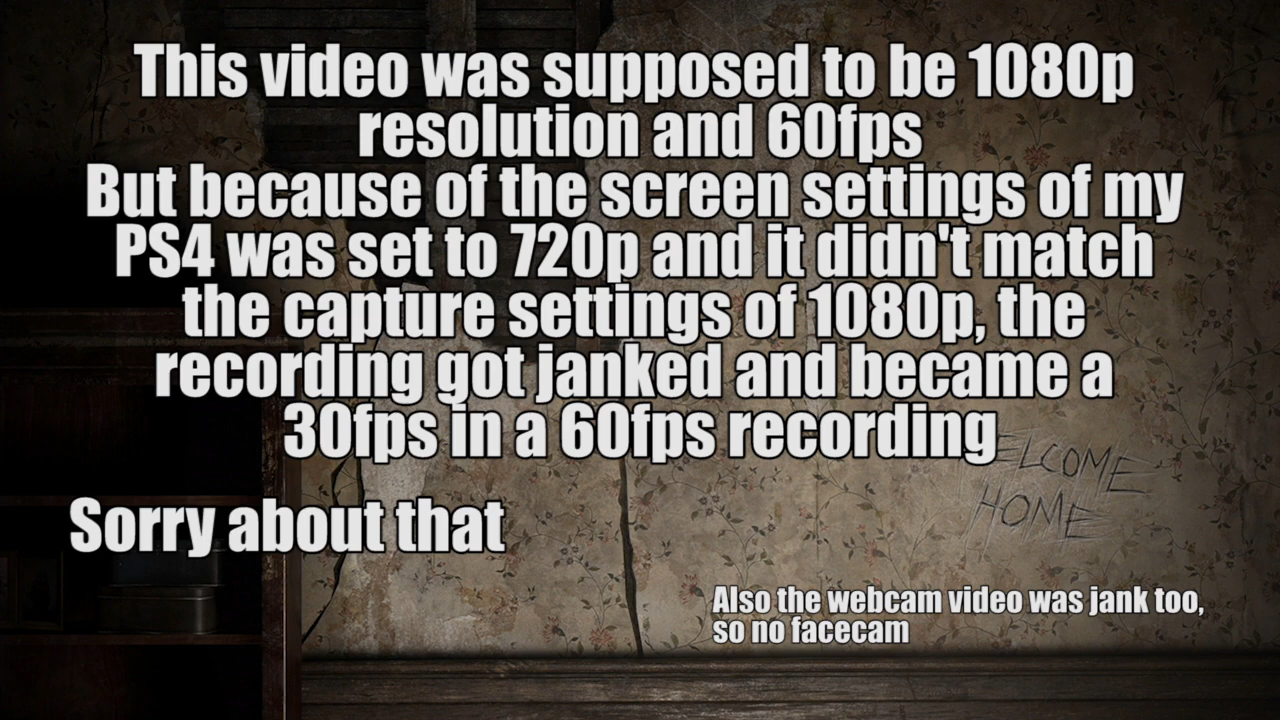 This video was supposed to be 1080p
resolution and 60fps
But because of the screen settings of my
PS4 was set to 720p and it didn't match
the capture settings of 1080p, the
recording got janked and became a
30fps in a 60fps recording
ELCOME
HOME
Sorry about that
Also the webcam video was jank too,
so no facecam